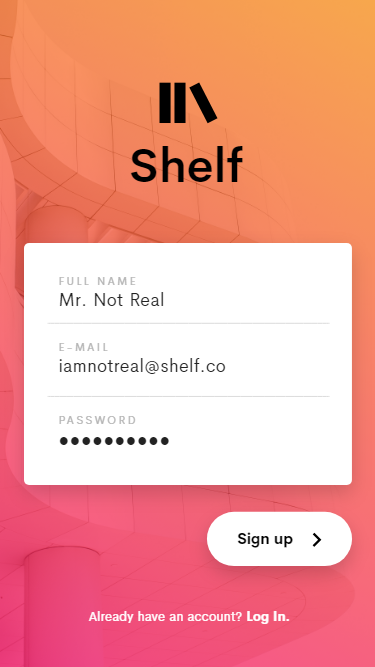 Shelf
FULL NAME
Mr. Not Real
E-MAIL
iamnotreal@shelf.co
PASSWORD
●●●●●●●●●●
Sign up
Already have an account? Log In.